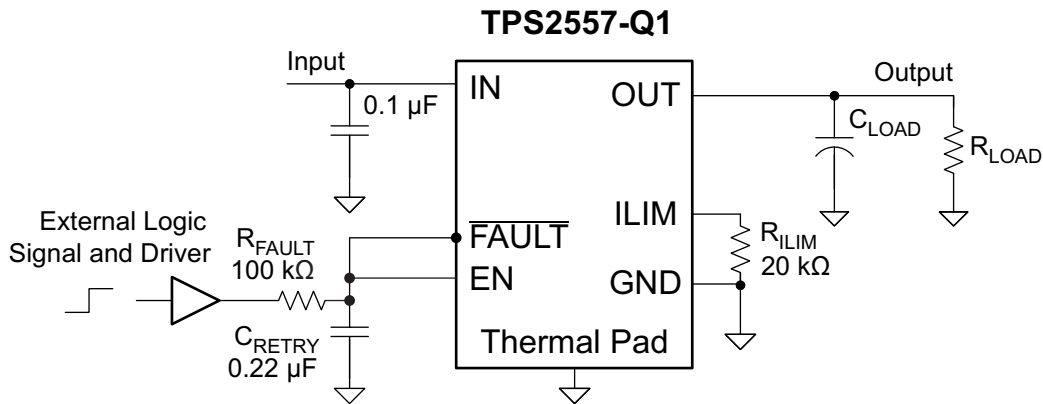 TPS2557-Q1
Input
0.1 µF
IN
OUT
Output
C_LOAD
R_LOAD
External Logic
Signal and Driver
R_FAULT
100 kΩ
FAULT
EN
ILIM
GND
R_ILIM
20 kΩ
C_RETRY
0.22 µF
Thermal Pad